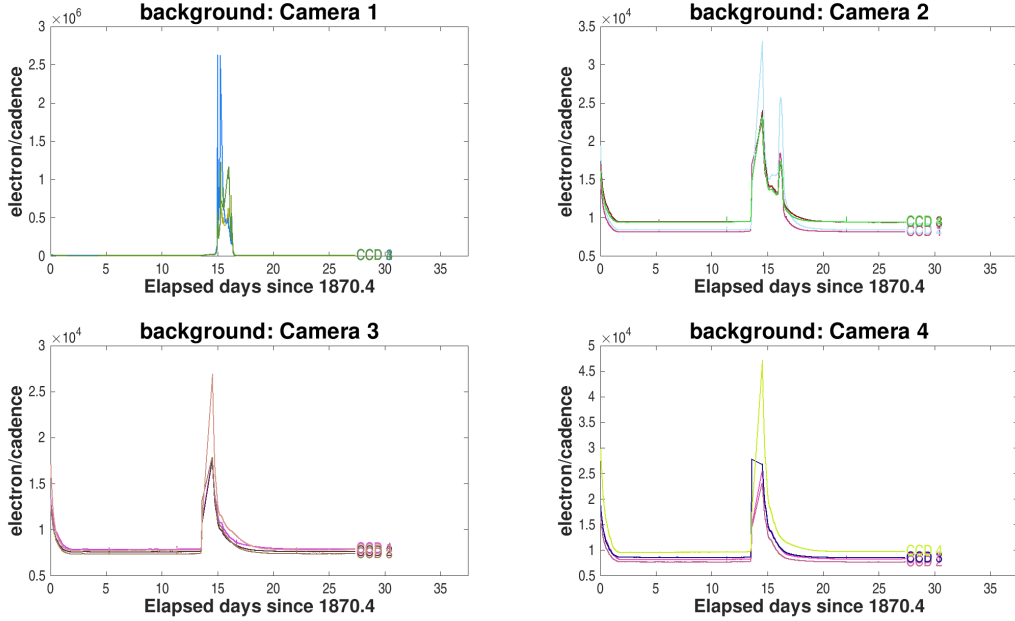 background: Camera 1
×10^6
3
2.5
2
1.5
1
0.5
0
electron/cadence
CCD
0 5 10 15 20 25 30 35
Elapsed days since 1870.4
background: Camera 2
×10^4
3.5
3
2.5
2
1.5
1
0.5
electron/cadence
CCD
CCD
0 5 10 15 20 25 30 35
Elapsed days since 1870.4
background: Camera 3
×10^4
3
2.5
2
1.5
1
0.5
electron/cadence
CCD
0 5 10 15 20 25 30 35
Elapsed days since 1870.4
background: Camera 4
×10^4
5
4.5
4
3.5
3
2.5
2
1.5
1
0.5
electron/cadence
CCD 4
CCD
CCD
0 5 10 15 20 25 30 35
Elapsed days since 1870.4